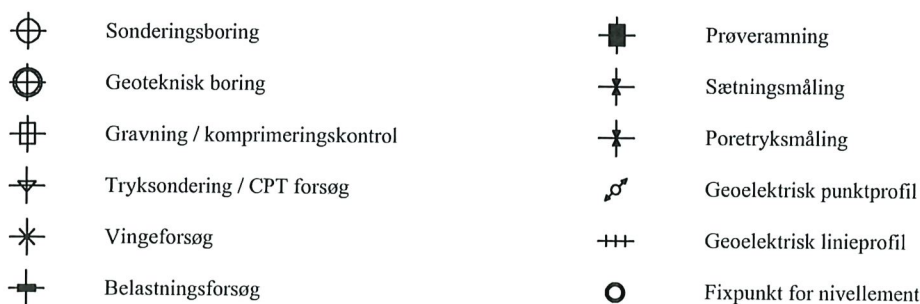 Sonderingsboring
Geoteknisk boring
Gravning / komprimeringskontrol
Tryksondering / CPT forsøg
Vingeforsøg
Belastningsforsøg
Prøveramning
Sætningsmåling
Poretryksmåling
Geoelektrisk punktprofil
Geoelektrisk linieprofil
Fixpunkt for nivellement